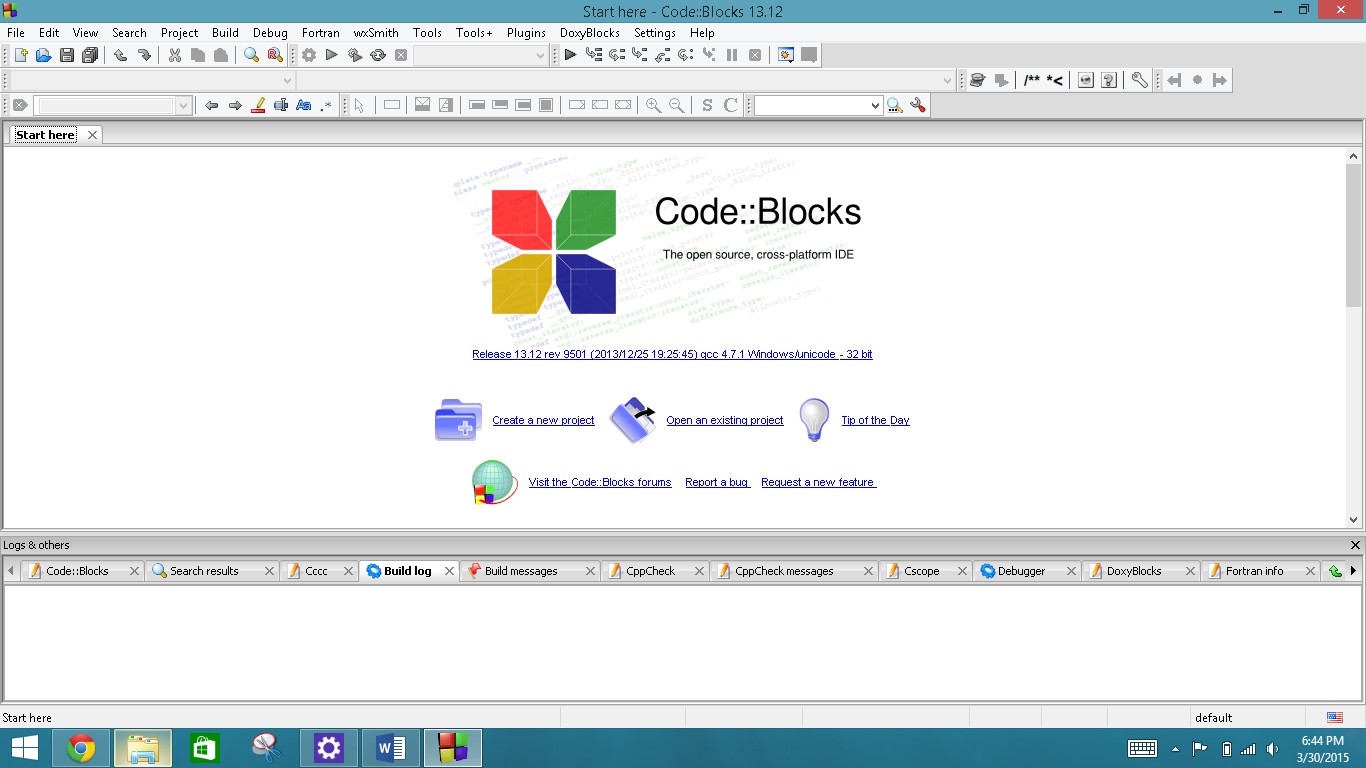 Start here - Code::Blocks 13.12
File Edit View Search Project Build Debug Fortran wxSmith Tools Tools+ Plugins DoxyBlocks Settings Help
/** *<
Aa .* S C
Start here
Code::Blocks
The open source, cross-platform IDE
Release 13.12 rev 9501 (2013/12/25 19:25:45) gcc 4.7.1 Windows/unicode - 32 bit
Create a new project Open an existing project Tip of the Day
Visit the Code::Blocks forums Report a bug Request a new feature
Logs & others
Code::Blocks Search results Cccc Build log Build messages CppCheck CppCheck messages Cscope Debugger DoxyBlocks Fortran info
Start here default
6:44 PM
3/30/2015